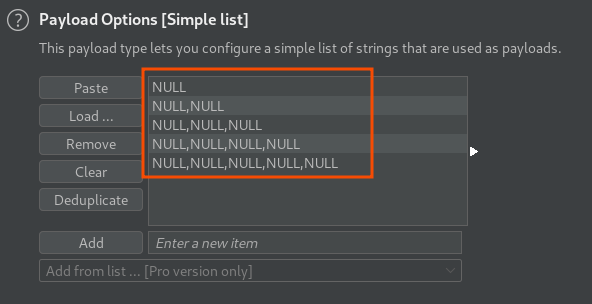 ?
Payload Options [Simple list]
This payload type lets you configure a simple list of strings that are used as payloads.
Paste
Load ...
Remove
Clear
Deduplicate
NULL
NULL,NULL
NULL,NULL,NULL
NULL,NULL,NULL,NULL
NULL,NULL,NULL,NULL,NULL
Add
Enter a new item
Add from list ... [Pro version only]